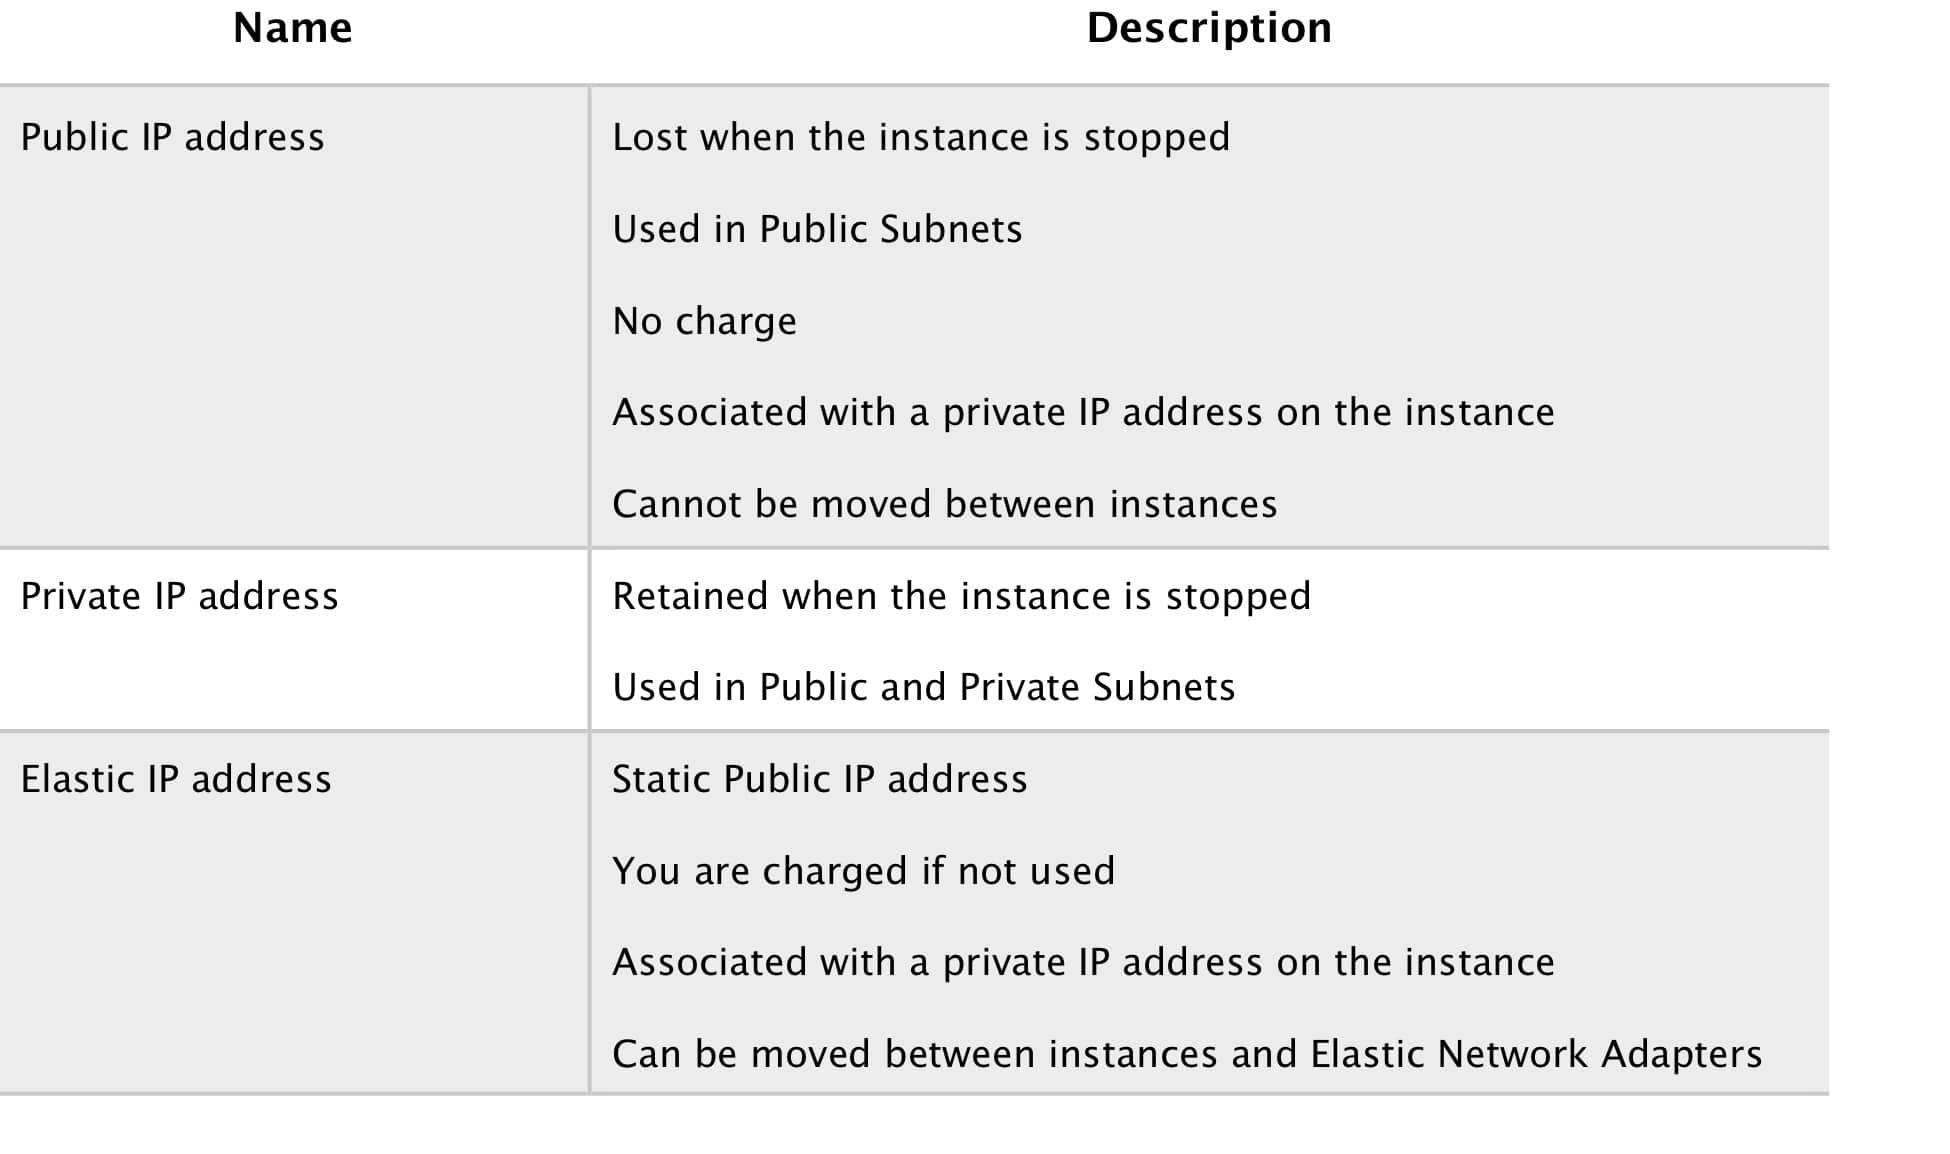 Name Description
Public IP address Lost when the instance is stopped
Used in Public Subnets
No charge
Associated with a private IP address on the instance
Cannot be moved between instances
Private IP address Retained when the instance is stopped
Used in Public and Private Subnets
Elastic IP address Static Public IP address
You are charged if not used
Associated with a private IP address on the instance
Can be moved between instances and Elastic Network Adapters